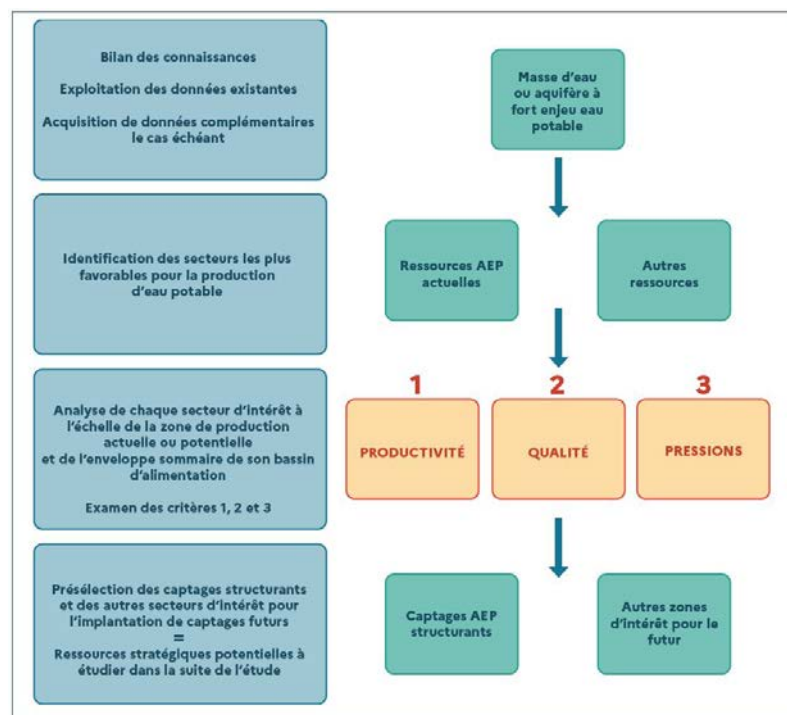 Bilan des connaissances
Exploitation des données existantes
Acquisition de données complémentaires
le cas échéant
Masse d'eau
ou aquifère à
fort enjeu eau
potable
Identification des secteurs les plus
favorables pour la production
d'eau potable
Ressources AEP
actuelles
Autres
ressources
Analyse de chaque secteur d'intérêt à
l'échelle de la zone de production
actuelle ou potentielle
et de l'enveloppe sommaire de son bassin
d'alimentation
Examen des critères 1, 2 et 3
1
PRODUCTIVITÉ
2
QUALITÉ
3
PRESSIONS
Présélection des captages structurants
et des autres secteurs d'intérêt pour
l'implantation de captages futurs
=
Ressources stratégiques potentielles à
étudier dans la suite de l'étude
Captages AEP
structurants
Autres zones
d'intérêt pour le
futur